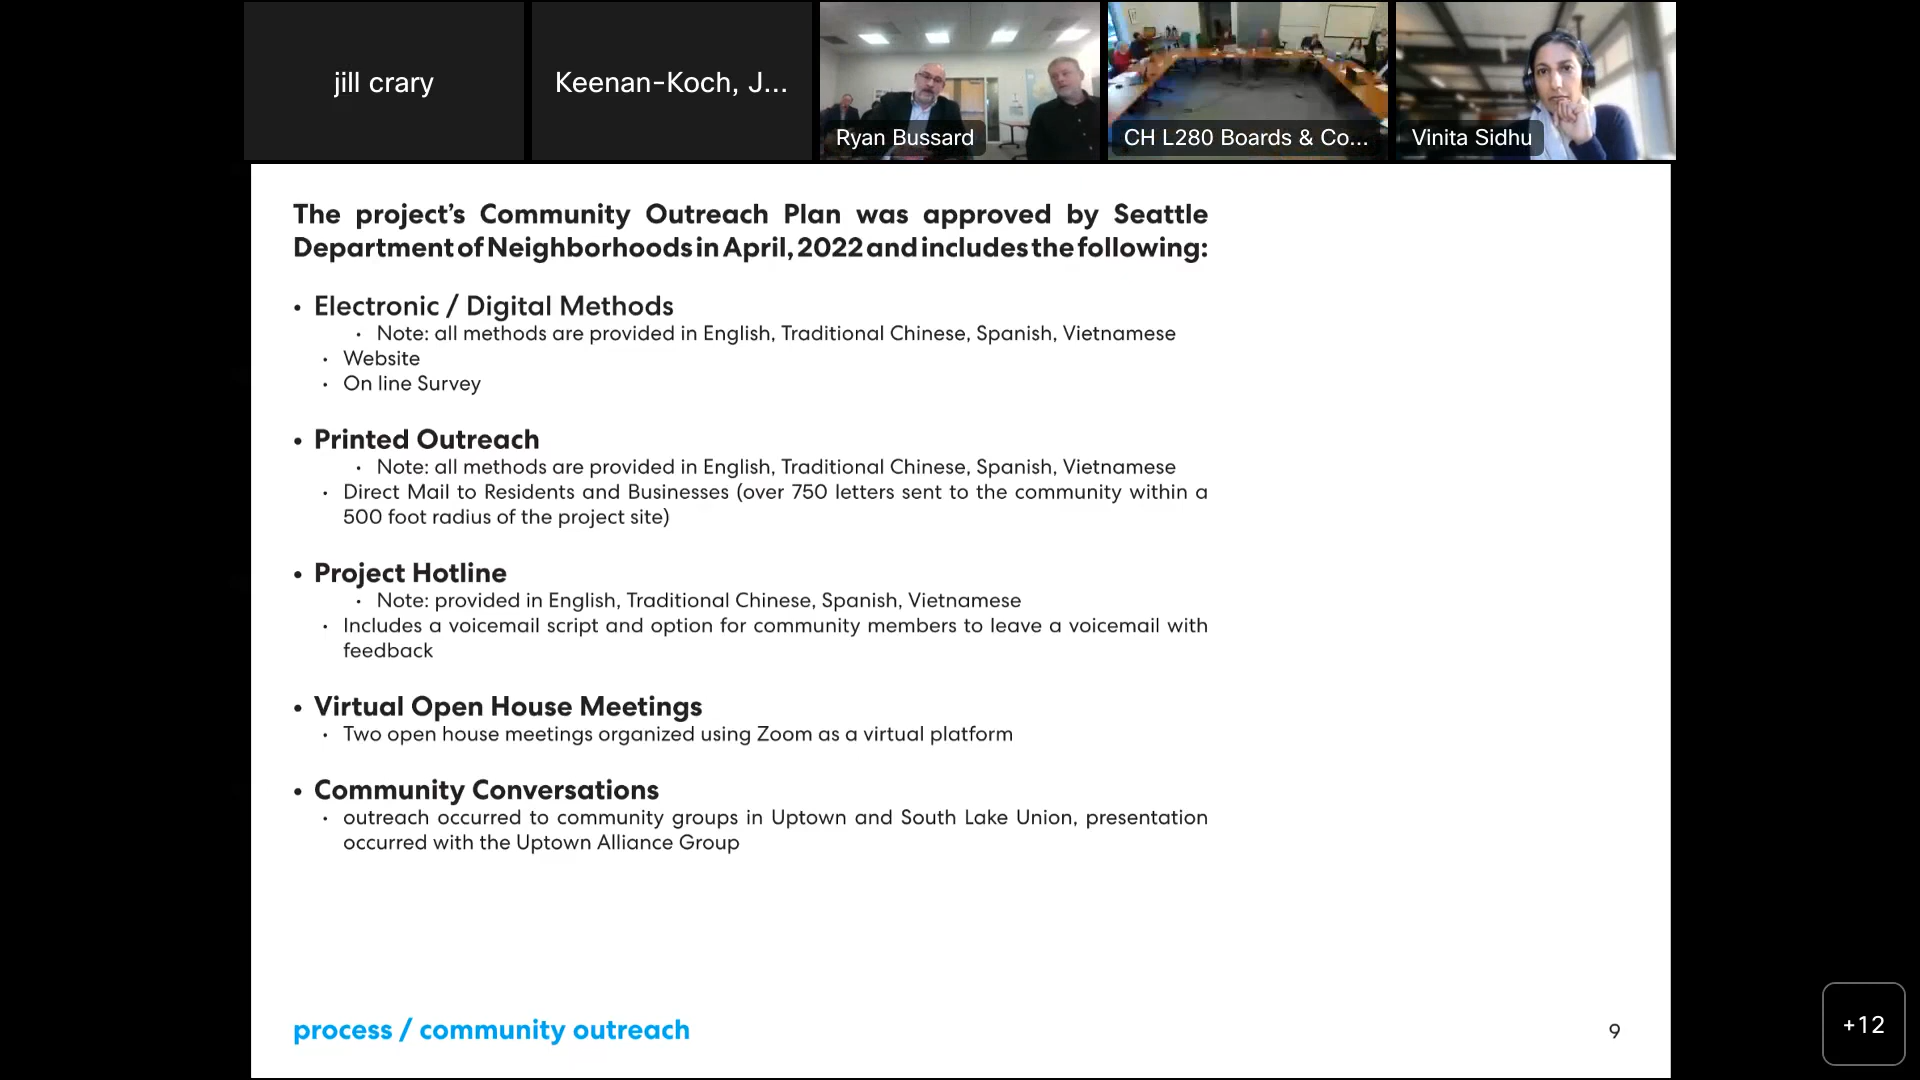 jill crary
Keenan-Koch, J...
Ryan Bussard
CH L280 Boards & Co...
Vinita Sidhu
The project’s Community Outreach Plan was approved by Seattle
Department of Neighborhoods in April, 2022 and includes the following:
• Electronic / Digital Methods
• Note: all methods are provided in English, Traditional Chinese, Spanish, Vietnamese
• Website
• On line Survey
• Printed Outreach
• Note: all methods are provided in English, Traditional Chinese, Spanish, Vietnamese
• Direct Mail to Residents and Businesses (over 750 letters sent to the community within a
500 foot radius of the project site)
• Project Hotline
• Note: provided in English, Traditional Chinese, Spanish, Vietnamese
• Includes a voicemail script and option for community members to leave a voicemail with
feedback
• Virtual Open House Meetings
• Two open house meetings organized using Zoom as a virtual platform
• Community Conversations
• outreach occurred to community groups in Uptown and South Lake Union, presentation
occurred with the Uptown Alliance Group
process / community outreach
9
+12